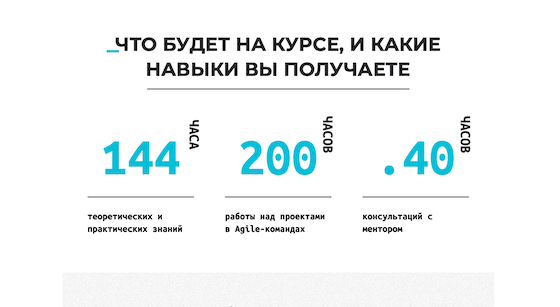 _ЧТО БУДЕТ НА КУРСЕ, И КАКИЕ
НАВЫКИ ВЫ ПОЛУЧАЕТЕ
144 ЧАСА
теоретических и
практических знаний
200 ЧАСОВ
работы над проектами
в Agile-командах
.40 ЧАСОВ
консультаций с
ментором